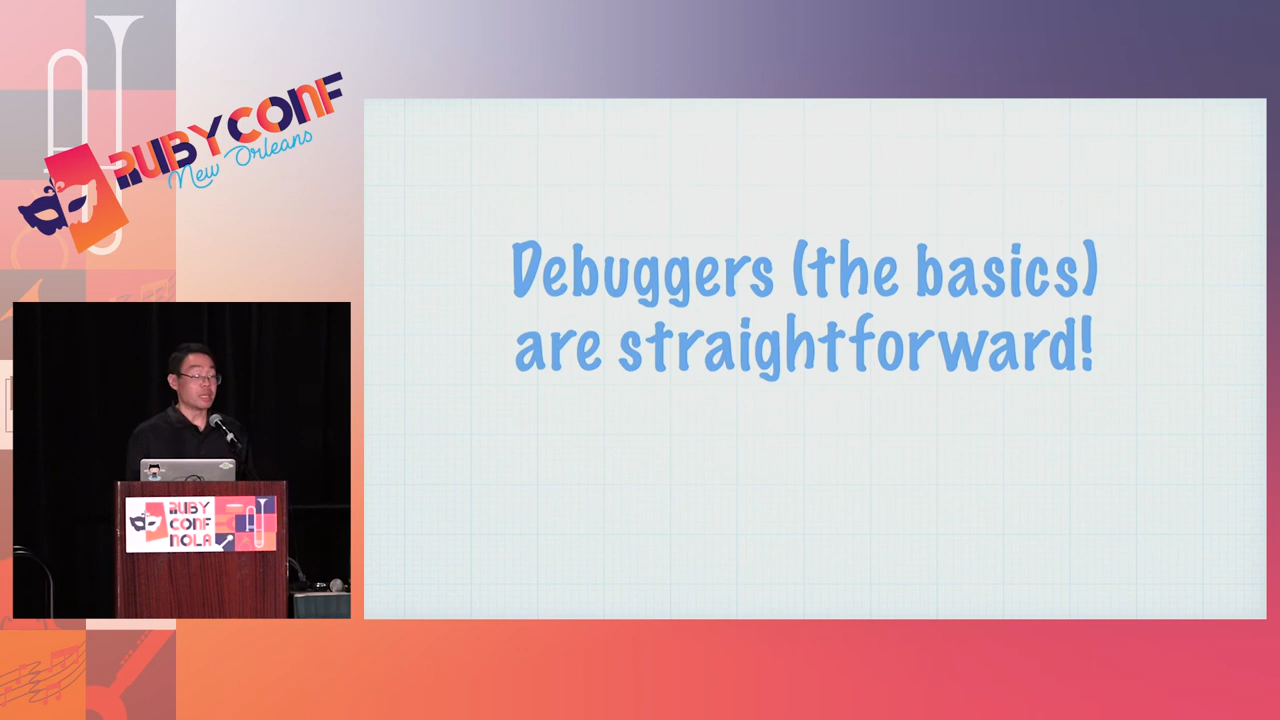 RUBYCONF
New Orleans
Debuggers (the basics)
are straightforward!
RUBY
CONF
NOLA